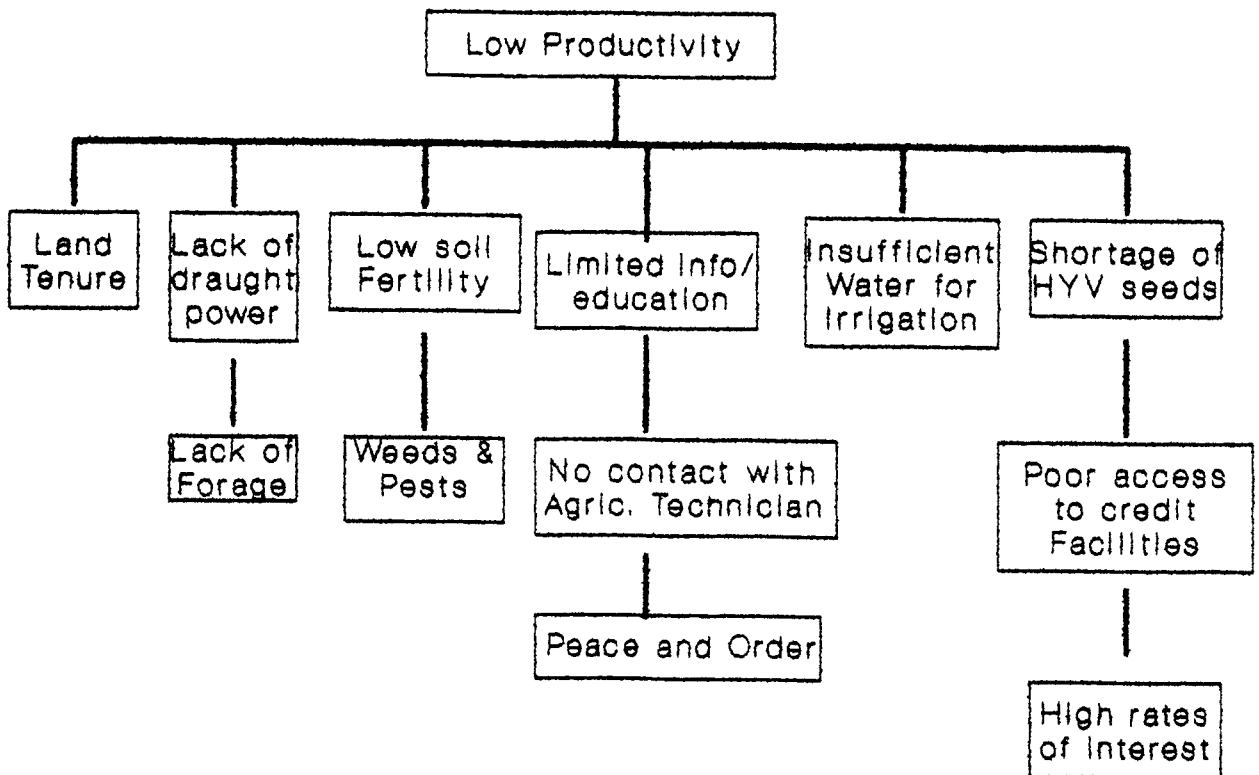 Low Productivity
Land
Tenure
Lack of
draught
power
Low soil
Fertility
Limited Info/
education
Insufficient
Water for
irrigation
Shortage of
HYV seeds
Lack of
Forage
Weeds &
Pests
No contact with
Agric. Technician
Poor access
to credit
Facilities
Peace and Order
High rates
of interest